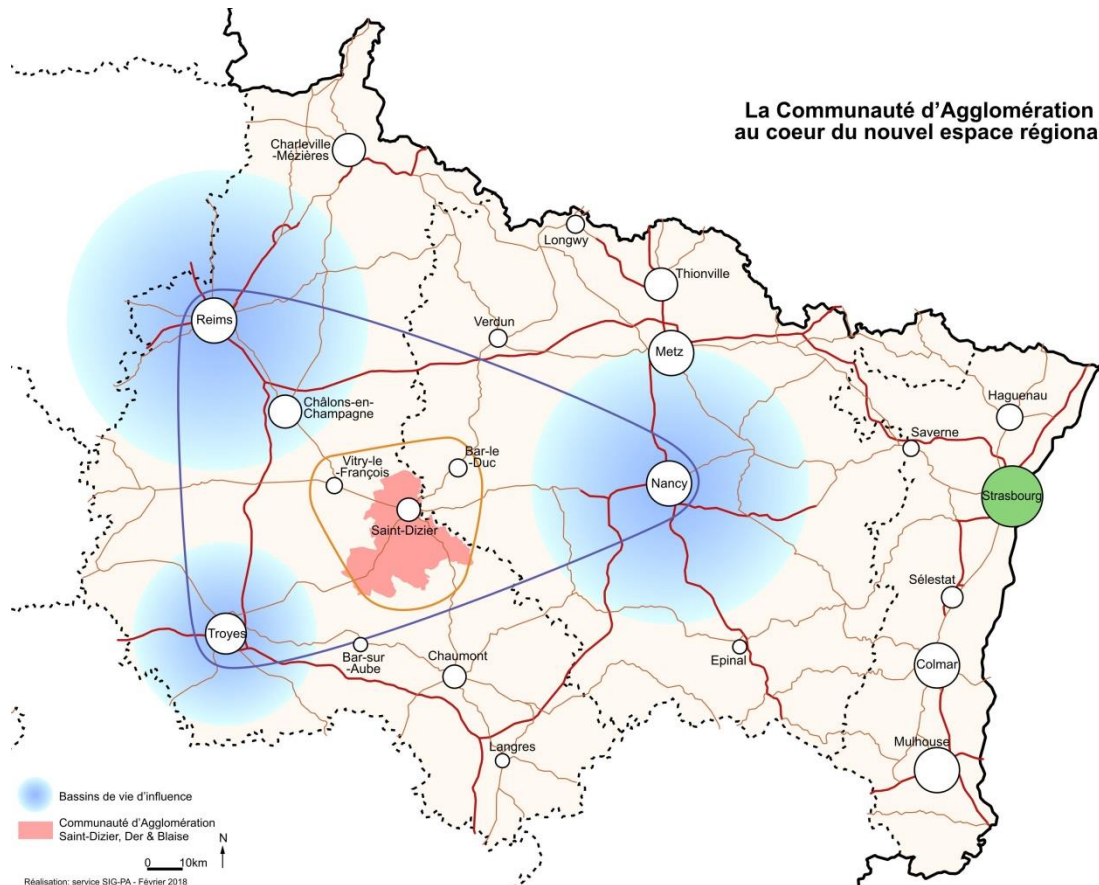 La Communauté d'Agglomération
au coeur du nouvel espace régiona
Charleville
-Mézières
Longwy
Thionville
Reims
Verdun
Metz
Châlons-en-
Champagne
Haguenau
Saverne
Vitry-le
-François
Bar-le
-Duc
Nancy
Strasbourg
Saint-Dizier
Sélestat
Troyes
Bar-sur
-Aube
Chaumont
Epinal
Colmar
Langres
Mulhouse
Bassins de vie d'influence
Communauté d'Agglomération
Saint-Dizier, Der & Blaise
N
0 10km
Réalisation: service SIG-PA - Février 2018